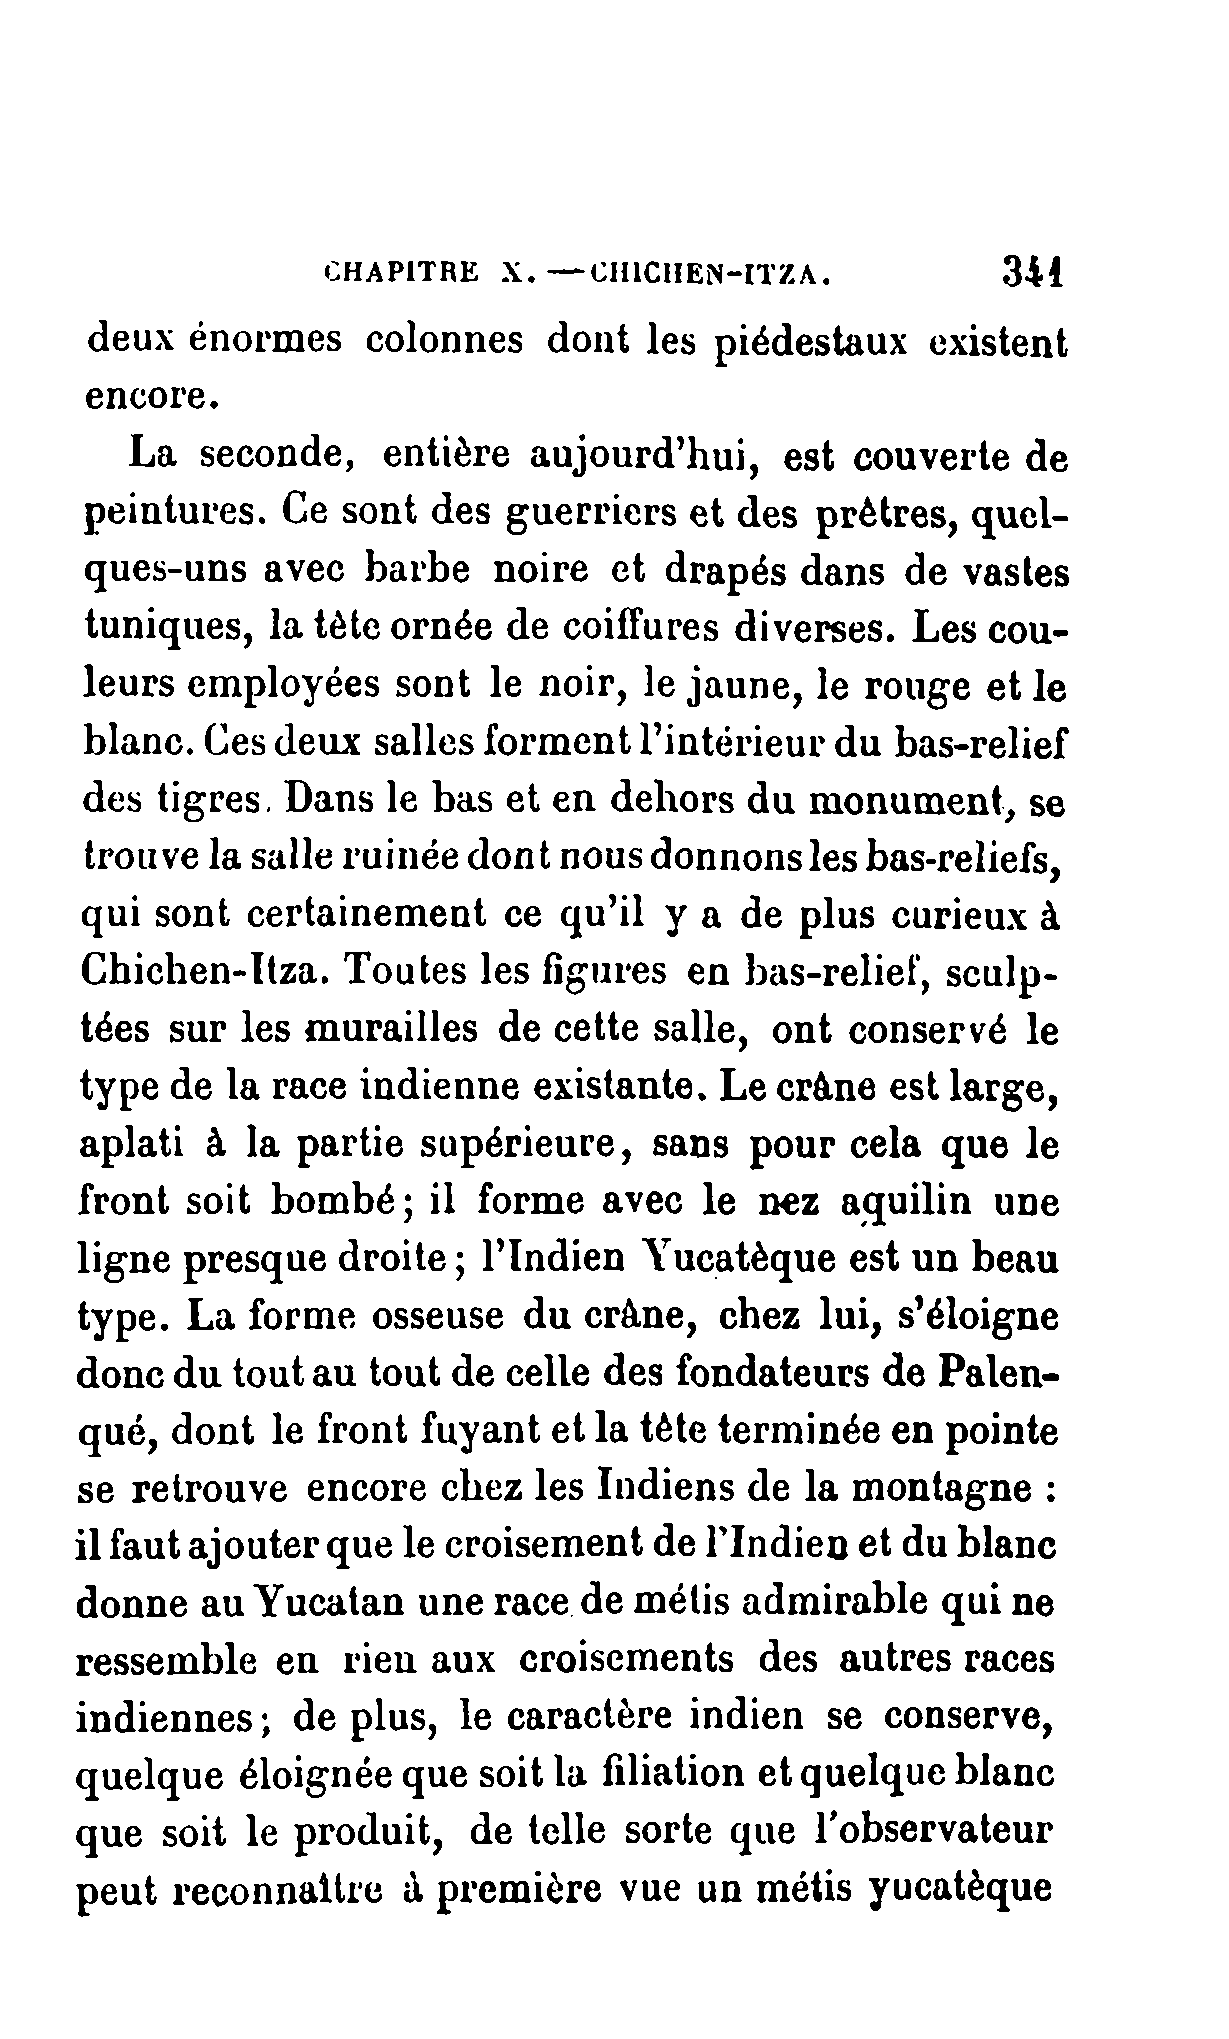 CHAPITRE X. — CHICHEN-ITZA. 341
deux énormes colonnes dont les piédestaux existent
encore.
La seconde, entière aujourd'hui, est couverte de
peintures. Ce sont des guerriers et des prêtres, quel-
ques-uns avec barbe noire et drapés dans de vastes
tuniques, la tête ornée de coiffures diverses. Les cou-
leurs employées sont le noir, le jaune, le rouge et le
blanc. Ces deux salles forment l'intérieur du bas-relief
des tigres. Dans le bas et en dehors du monument, se
trouve la salle ruinée dont nous donnons les bas-reliefs,
qui sont certainement ce qu'il y a de plus curieux à
Chichen-Itza. Toutes les figures en bas-relief, sculp-
tées sur les murailles de cette salle, ont conservé le
type de la race indienne existante. Le crâne est large,
aplati à la partie supérieure, sans pour cela que le
front soit bombé; il forme avec le nez aquilin une
ligne presque droite; l'Indien Yucatèque est un beau
type. La forme osseuse du crâne, chez lui, s'éloigne
donc du tout au tout de celle des fondateurs de Palen-
qué, dont le front fuyant et la tête terminée en pointe
se retrouve encore chez les Indiens de la montagne :
il faut ajouter que le croisement de l'Indien et du blanc
donne au Yucatan une race de métis admirable qui ne
ressemble en rien aux croisements des autres races
indiennes; de plus, le caractère indien se conserve,
quelque éloignée que soit la filiation et quelque blanc
que soit le produit, de telle sorte que l'observateur
peut reconnaître à première vue un métis yucatèque